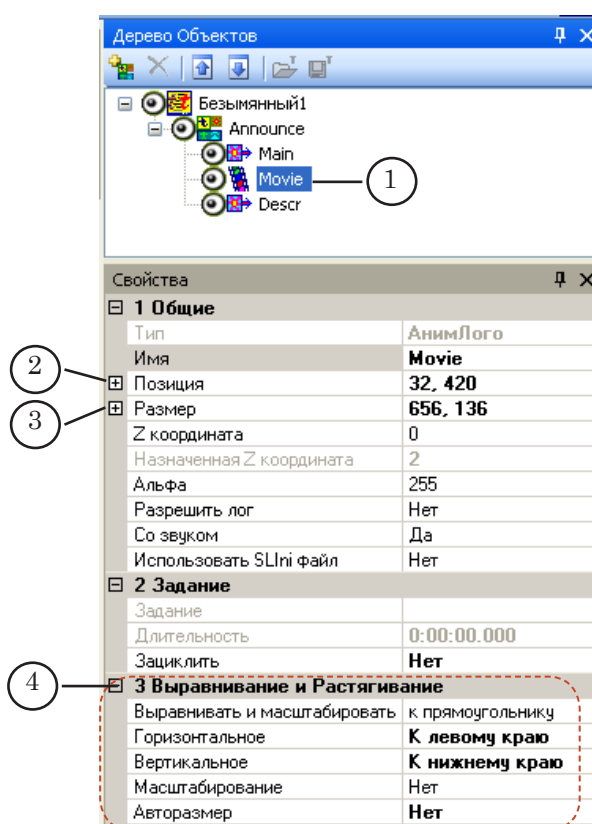 Дерево Объектов
Безымянный1
Announce
Main
Movie
1
Descr
Свойства
1 Общие
Тип АнимЛого
Имя Movie
2
Позиция 32, 420
3
Размер 656, 136
Z координата 0
Назначенная Z координата 2
Альфа 255
Разрешить лог Нет
Со звуком Да
Использовать SLIni файл Нет
2 Задание
Задание
Длительность 0:00:00.000
Зациклить Нет
4
3 Выравнивание и Растягивание
Выравнивать и масштабировать к прямоугольнику
Горизонтальное К левому краю
Вертикальное К нижнему краю
Масштабирование Нет
Авторазмер Нет